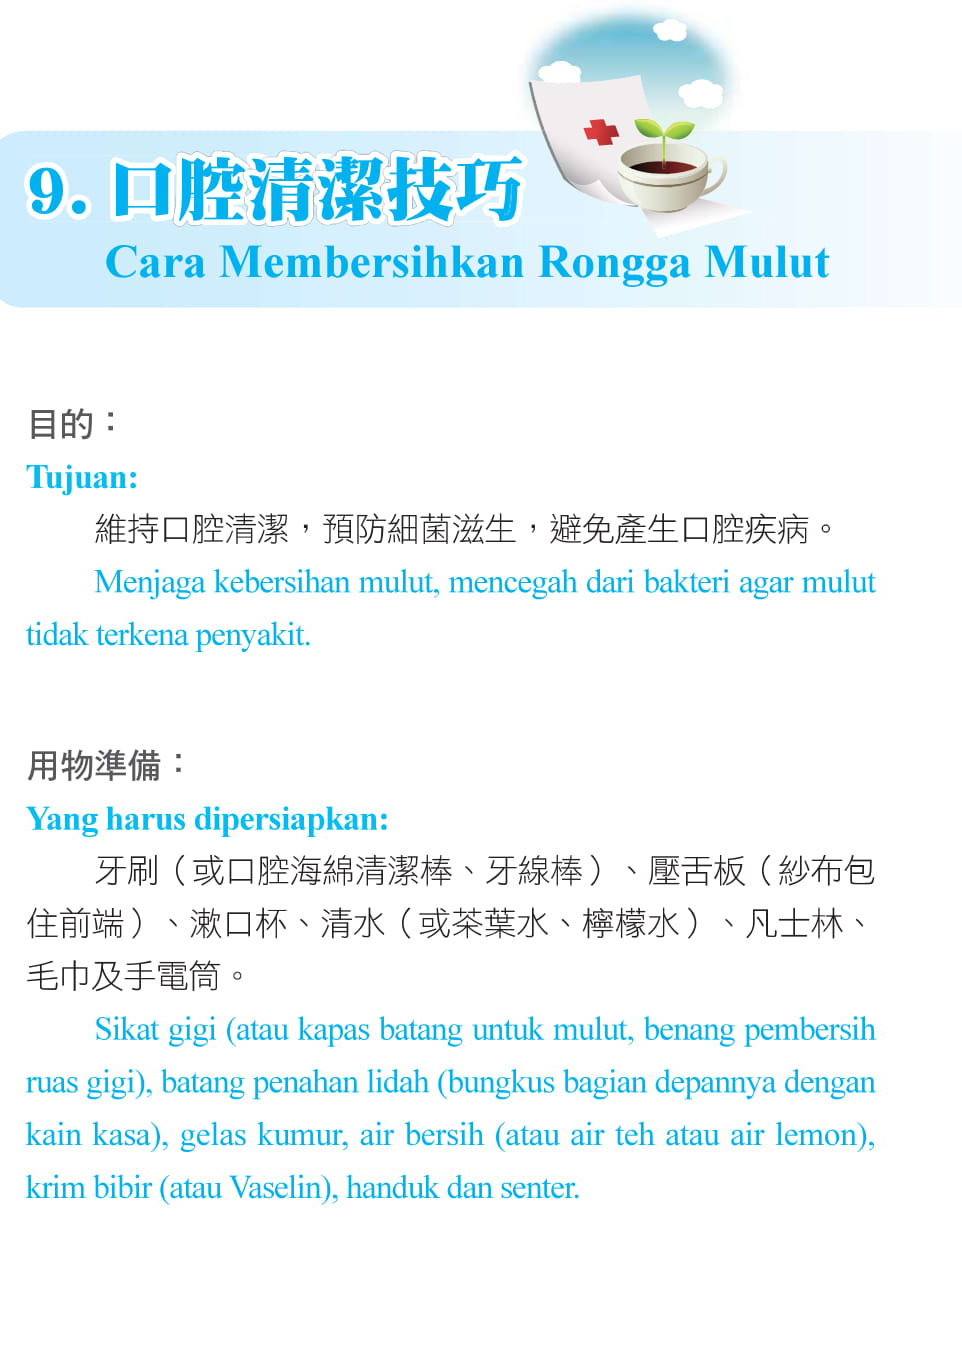 9. 口腔清潔技巧
Cara Membersihkan Rongga Mulut
目的：
Tujuan:
維持口腔清潔，預防細菌滋生，避免產生口腔疾病。
Menjaga kebersihan mulut, mencegah dari bakteri agar mulut
tidak terkena penyakit.
用物準備：
Yang harus dipersiapkan:
牙刷（或口腔海綿清潔棒、牙線棒）、壓舌板（紗布包
住前端）、漱口杯、清水（或茶葉水、檸檬水）、凡士林、
毛巾及手電筒。
Sikat gigi (atau kapas batang untuk mulut, benang pembersih
ruas gigi), batang penahan lidah (bungkus bagian depannya dengan
kain kasa), gelas kumur, air bersih (atau air teh atau air lemon),
krim bibir (atau Vaselin), handuk dan senter.